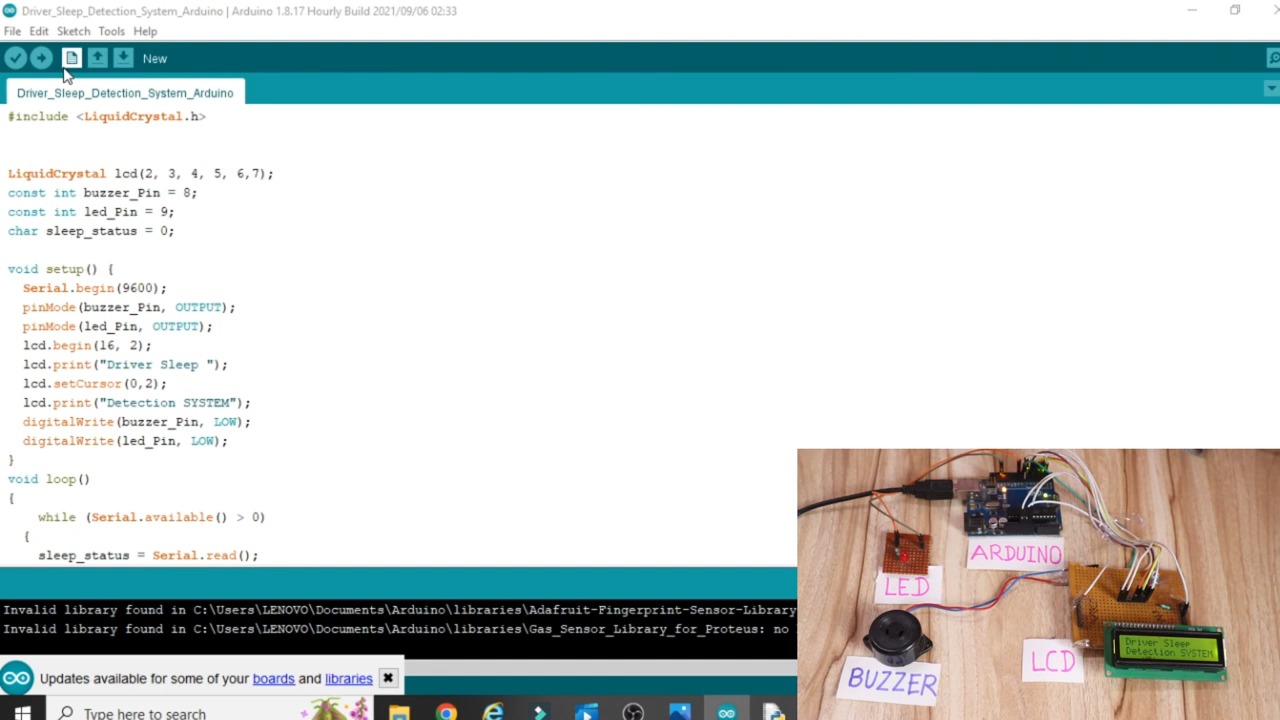 Driver_Sleep_Detection_System_Arduino | Arduino 1.8.17 Hourly Build 2021/09/06 02:33
File Edit Sketch Tools Help
New
Driver_Sleep_Detection_System_Arduino
#include <LiquidCrystal.h>
LiquidCrystal lcd(2, 3, 4, 5, 6,7);
const int buzzer_Pin = 8;
const int led_Pin = 9;
char sleep_status = 0;
void setup() {
Serial.begin(9600);
pinMode(buzzer_Pin, OUTPUT);
pinMode(led_Pin, OUTPUT);
lcd.begin(16, 2);
lcd.print("Driver Sleep ");
lcd.setCursor(0,2);
lcd.print("Detection SYSTEM");
digitalWrite(buzzer_Pin, LOW);
digitalWrite(led_Pin, LOW);
}
void loop()
{
while (Serial.available() > 0)
{
sleep_status = Serial.read();
Invalid library found in C:\Users\LENOVO\Documents\Arduino\libraries\Adafruit-Fingerprint-Sensor-Library
Invalid library found in C:\Users\LENOVO\Documents\Arduino\libraries\Gas_Sensor_Library_for_Proteus: no
Updates available for some of your boards and libraries
Type here to search
ARDUINO
LED
LCD
BUZZER
Driver Sleep
Detection SYSTEM